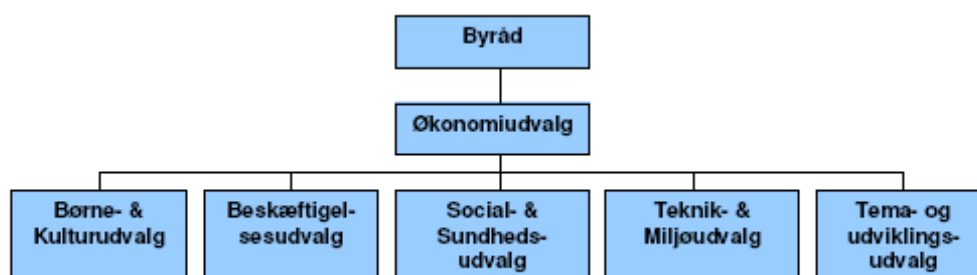 Byråd
Økonomiudvalg
Børne- &
Kulturudvalg
Beskæftigel-
sesudvalg
Social- &
Sundheds-
udvalg
Teknik- &
Miljøudvalg
Tema- og
udviklings-
udvalg